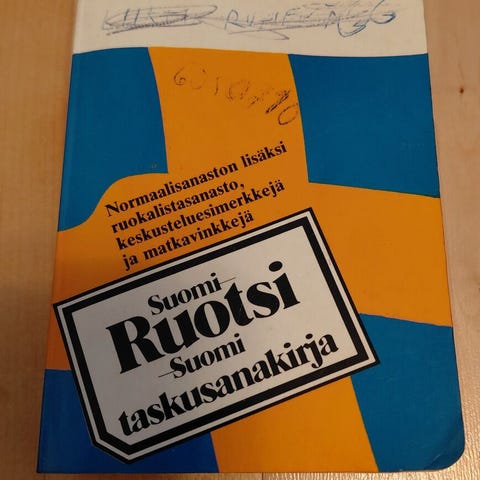 Normaalisanaston lisäksi
ruokalistasanasto,
keskusteluesimerkkejä
ja matkavinkkejä
Suomi–
Ruotsi
–Suomi
taskusanakirja